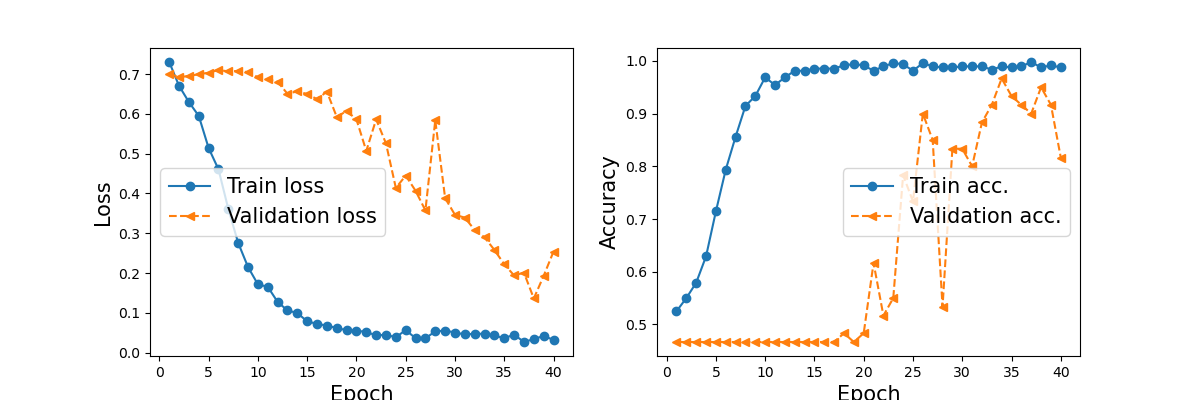 0.7
0.6
0.5
0.4
0.3
0.2
0.1
0.0
Loss
Train loss
Validation loss
0 5 10 15 20 25 30 35 40
Epoch
1.0
0.9
0.8
0.7
0.6
0.5
Accuracy
Train acc.
Validation acc.
0 5 10 15 20 25 30 35 40
Epoch